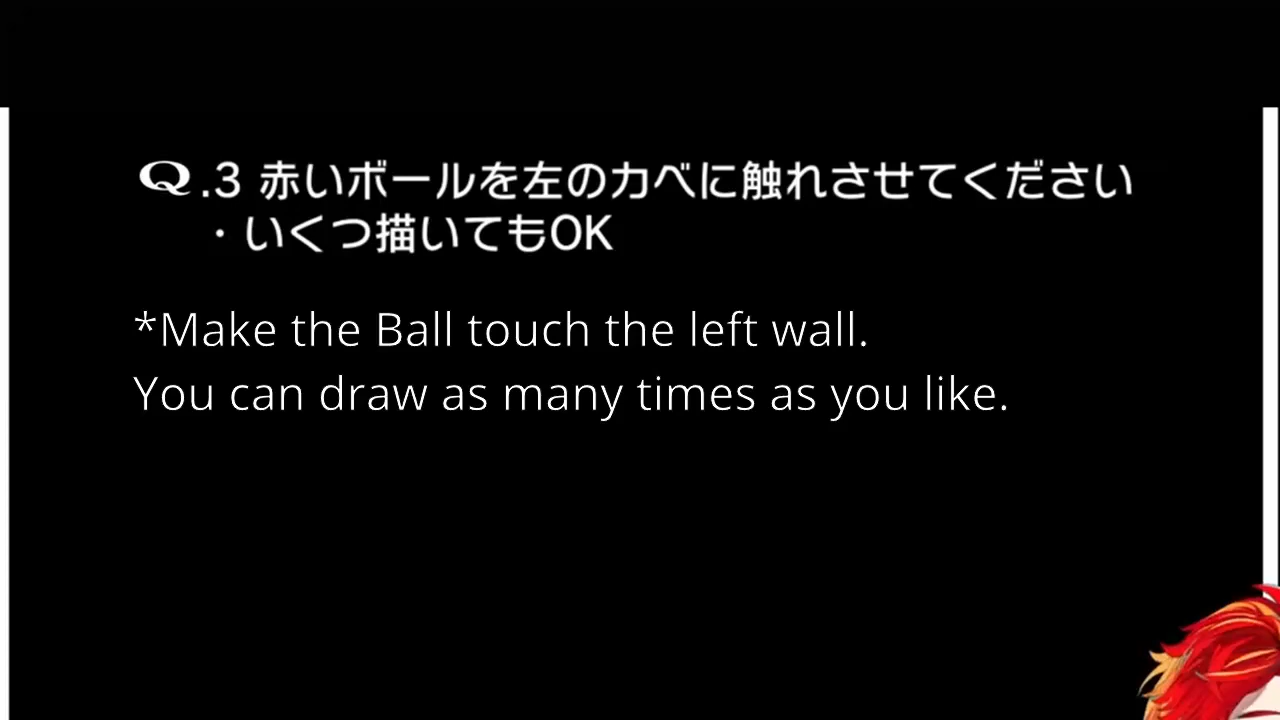 Q.3 赤いボールを左のカベに触れさせてください
・いくつ描いてもOK
*Make the Ball touch the left wall.
You can draw as many times as you like.